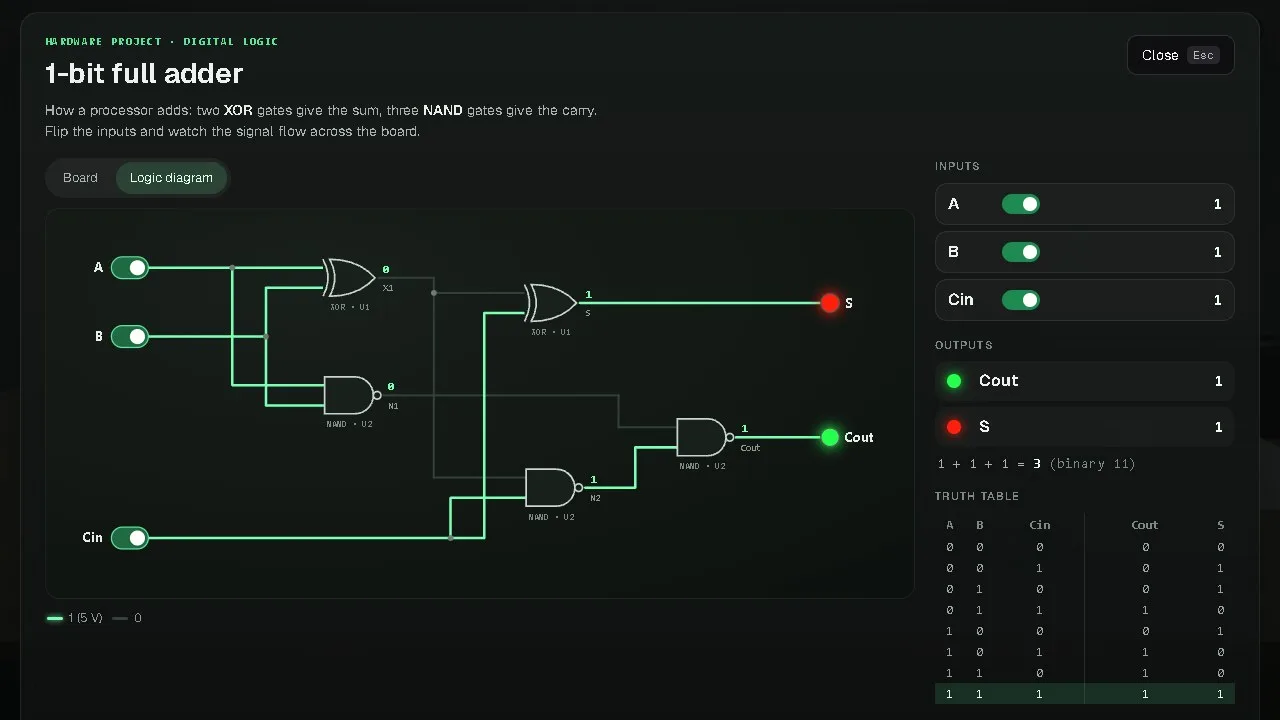 HARDWARE PROJECT · DIGITAL LOGIC
1-bit full adder
Close Esc
How a processor adds: two XOR gates give the sum, three NAND gates give the carry.
Flip the inputs and watch the signal flow across the board.
Board Logic diagram
A
B
Cin
0
X1
XOR • U1
0
N1
NAND • U2
1
S
XOR • U1
1
N2
NAND • U2
1
Cout
NAND • U2
S
Cout
1 (5 V) 0
INPUTS
A 1
B 1
Cin 1
OUTPUTS
Cout 1
S 1
1 + 1 + 1 = 3 (binary 11)
TRUTH TABLE
A B Cin Cout S
0 0 0 0 0
0 0 1 0 1
0 1 0 0 1
0 1 1 1 0
1 0 0 0 1
1 0 1 1 0
1 1 0 1 0
1 1 1 1 1